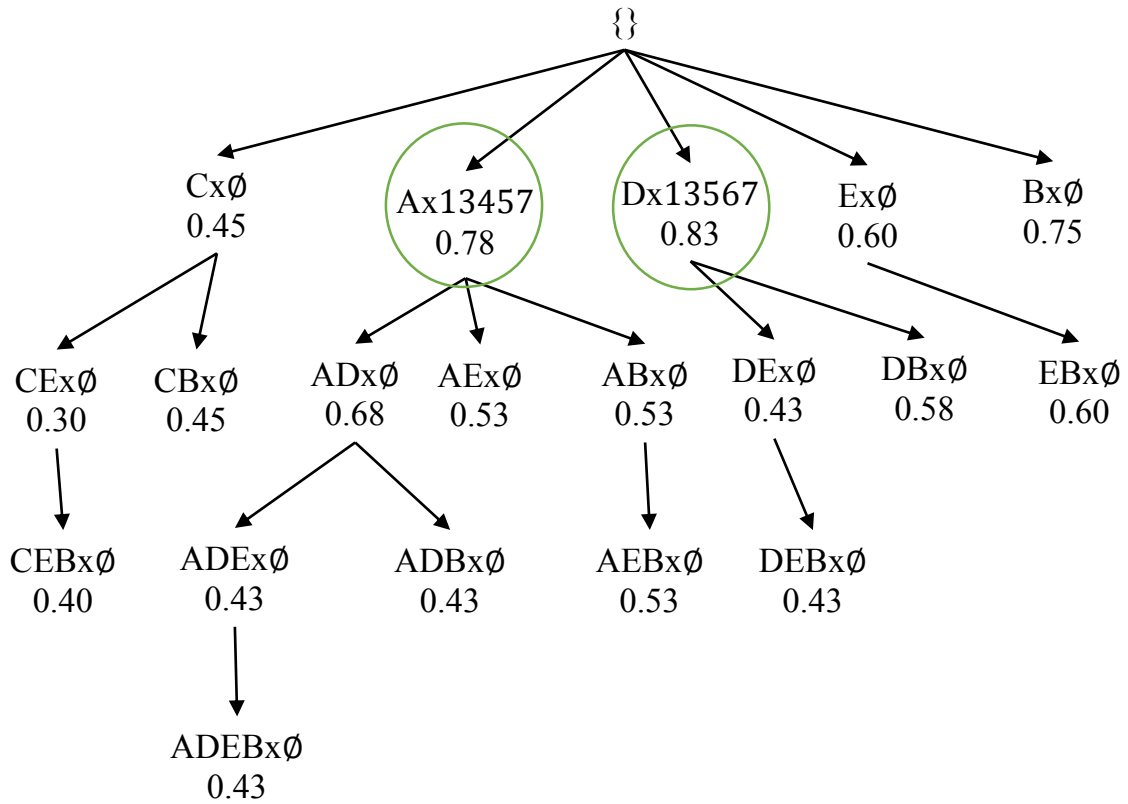 {}
Cx∅
0.45
Ax13457
0.78
Dx13567
0.83
Ex∅
0.60
Bx∅
0.75
CEx∅
0.30
CBx∅
0.45
ADx∅
0.68
AEx∅
0.53
ABx∅
0.53
DEx∅
0.43
DBx∅
0.58
EBx∅
0.60
CEBx∅
0.40
ADEx∅
0.43
ADBx∅
0.43
AEBx∅
0.53
DEBx∅
0.43
ADEBx∅
0.43